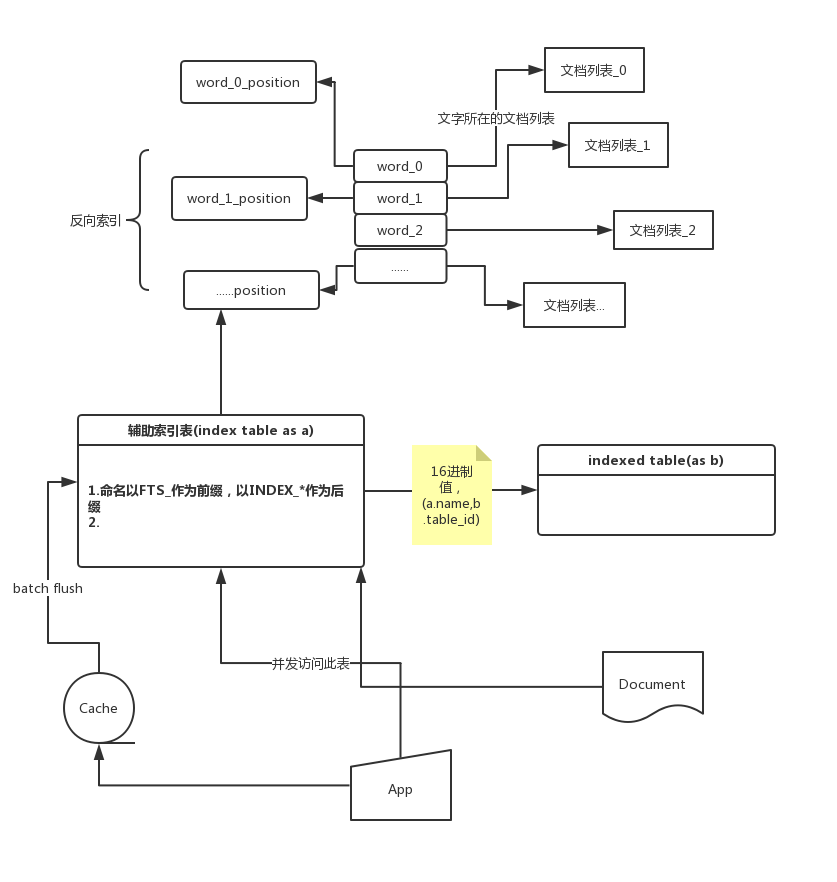 文档列表_0
word_0_position
文字所在的文档列表
文档列表_1
word_0
word_1_position
word_1
反向索引
word_2
文档列表_2
......
......position
文档列表...
辅助索引表(index table as a)
1.命名以FTS_作为前缀，以INDEX_*作为后
缀
2.
16进制
值，
(a.name,b
.table_id)
indexed table(as b)
batch flush
并发访问此表
Document
Cache
App